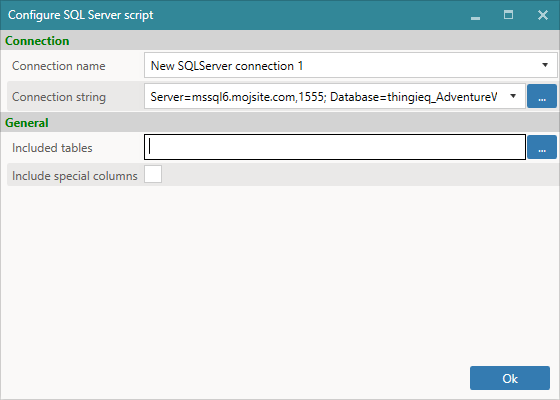 Configure SQL Server script
Connection
Connection name
New SQLServer connection 1
Connection string
Server=mssql6.mojsite.com,1555; Database=thingieq_AdventureW
...
General
Included tables
...
Include special columns
Ok